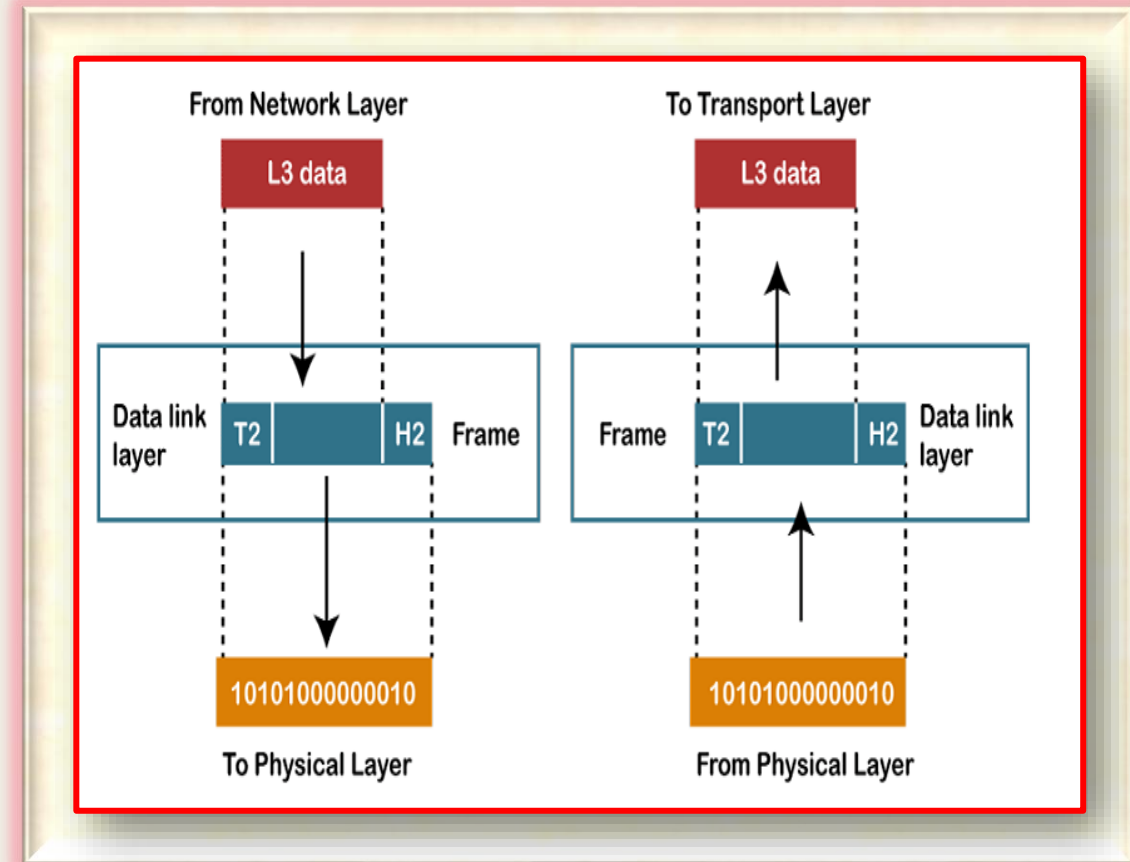 From Network Layer
L3 data
Data link
layer
T2
H2
Frame
10101000000010
To Physical Layer
To Transport Layer
L3 data
Frame
T2
H2
Data link
layer
10101000000010
From Physical Layer